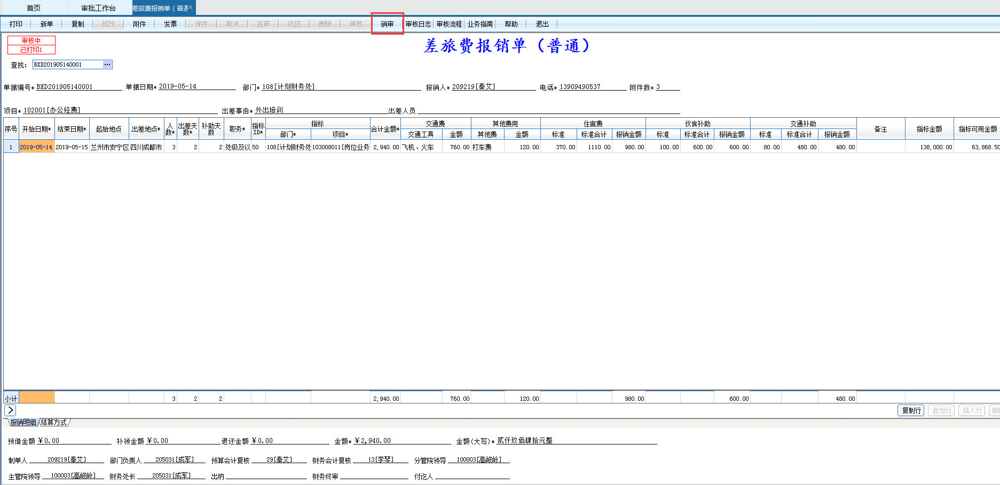 首页 审批工作台 差旅费报销单（普通
打印 新单 复制 修改 附件 发票 保存 取消 送审 收回 删除 审核 销审 审核日志 审核流程 业务指南 帮助 退出
审核中
已打印1
差旅费报销单（普通）
查找： BXD201905140001 ...
单据编号* BXD201905140001 单据日期* 2019-05-14 部门* 108[计划财务处] 报销人* 209219[秦艾] 电话* 13909490537 附件数* 3
项目* 102001[办公经费] 出差事由* 外出培训 出差人员
序号 开始日期* 结束日期* 起始地点 出差地点* 人数* 出差天数* 补助天数 职务* 指标ID* 指标 合计金额* 交通费 其他费用 住宿费 伙食补助 交通补助 备注 指标金额 指标可用金额
部门* 项目* 交通工具 金额 其他费 金额 标准 标准合计 报销金额 标准 标准合计 报销金额 标准 标准合计 报销金额
1 2019-05-14 2019-05-15 兰州市安宁区 四川成都市 3 2 2 处级及以 50 108[计划财务处 103008011[岗位业务 2,940.00 飞机、火车 760.00 打车费 120.00 370.00 1110.00 980.00 100.00 600.00 600.00 80.00 480.00 480.00 138,000.00 63,868.50
小计 3 2 2 2,940.00 760.00 120.00 980.00 600.00 480.00
复制行 追加行 插入行
报销明细 结算方式
预借金额 ￥0.00 补领金额 ￥0.00 退还金额 ￥0.00 金额* ￥2,940.00 金额(大写)* 贰仟玖佰肆拾元整
制单人 209219[秦艾] 部门负责人 205031[成军] 预算会计复核 29[秦艾] 财务会计复核 13[李琴] 分管院领导 100003[高峻岭]
主管院领导 100003[高峻岭] 财务处长 205031[成军] 出纳 财务终审 付讫人